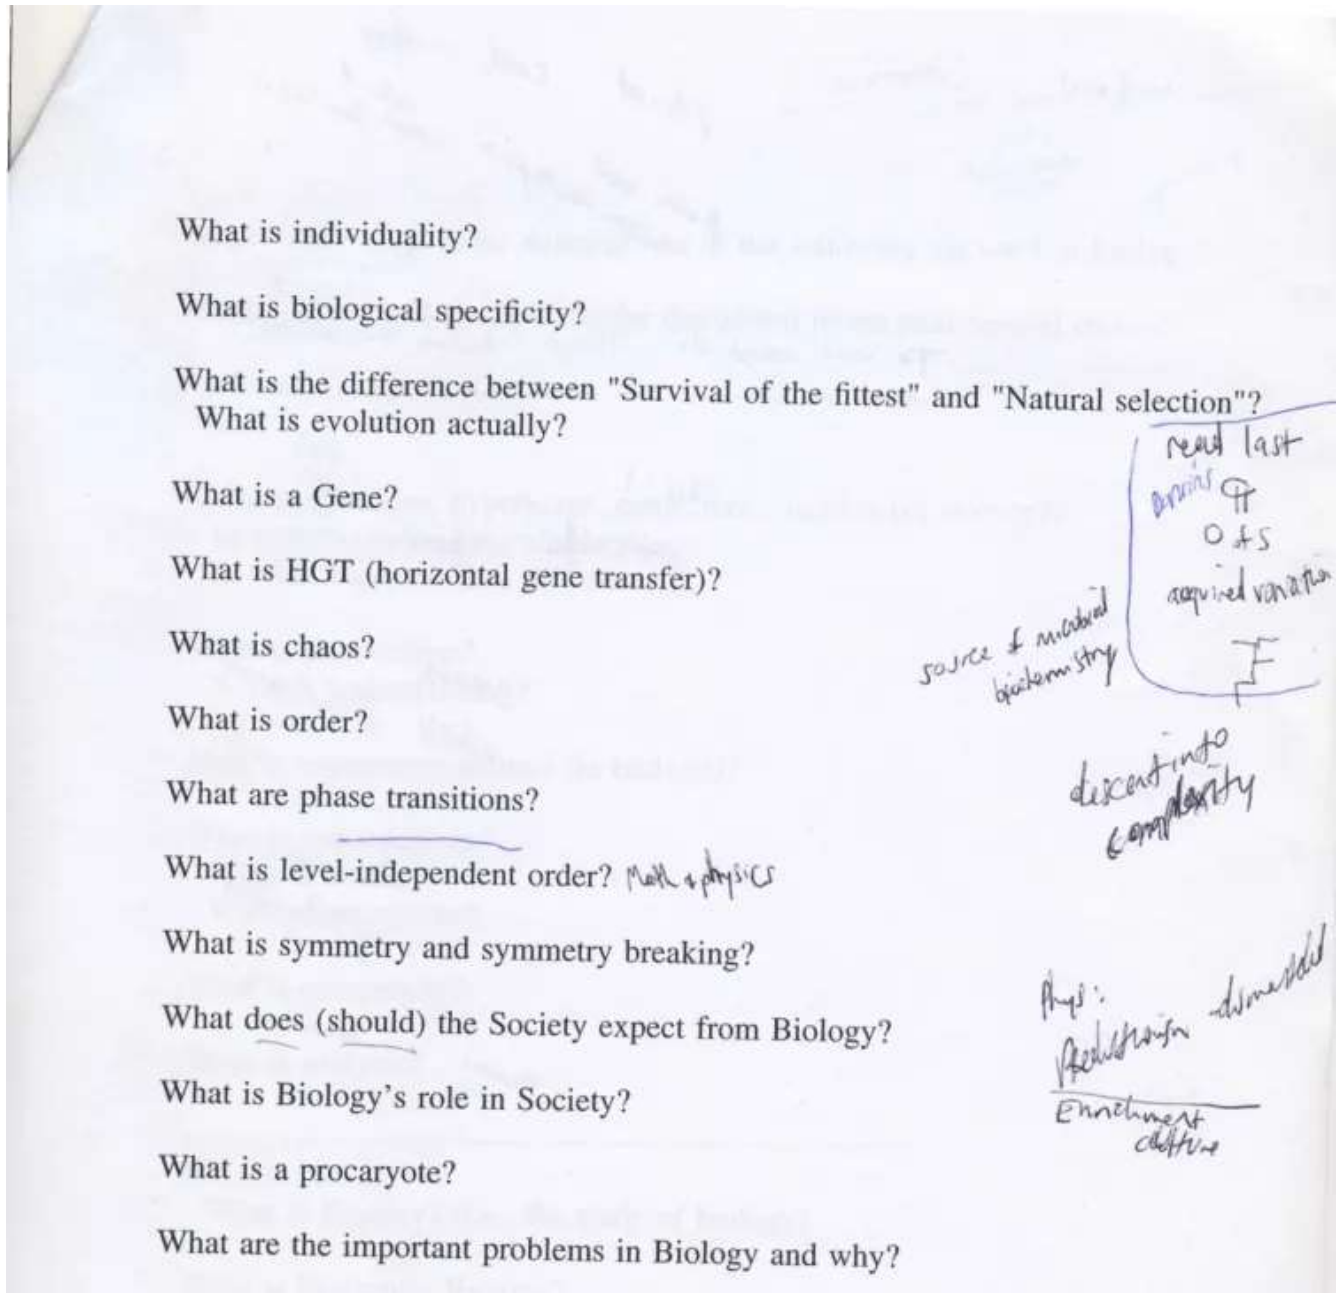 What is individuality?
What is biological specificity?
What is the difference between "Survival of the fittest" and "Natural selection"?
What is evolution actually?
read last
What is a Gene?
O of S
What is HGT (horizontal gene transfer)?
acquired variation
What is chaos?
source of microbial
biochemistry
What is order?
descent into
complexity
What are phase transitions?
What is level-independent order? Math & physics
What is symmetry and symmetry breaking?
Phys:
What does (should) the Society expect from Biology?
What is Biology's role in Society?
Enrichment
culture
What is a procaryote?
What are the important problems in Biology and why?